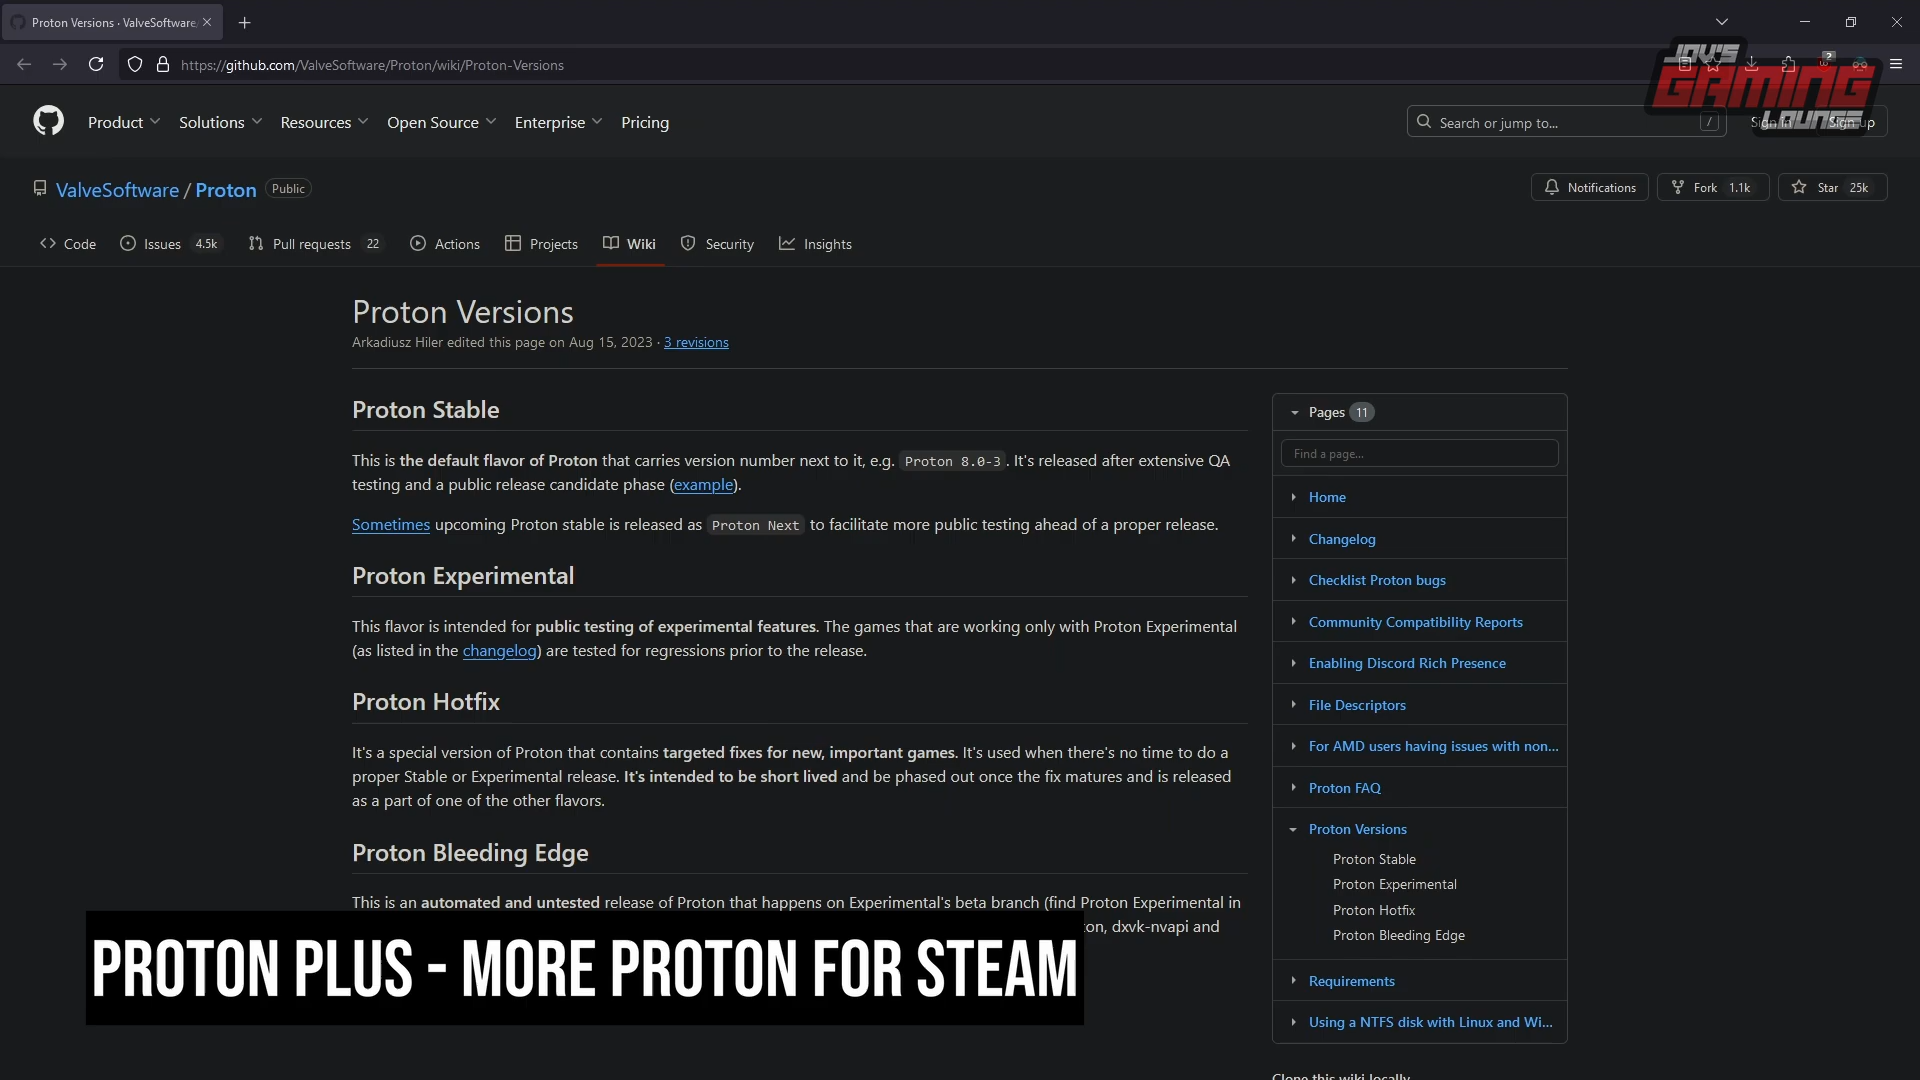 Proton Versions · ValveSoftware
https://github.com/ValveSoftware/Proton/wiki/Proton-Versions
2
JOV'S
GAMING
LOUNGE
Product
Solutions
Resources
Open Source
Enterprise
Pricing
Search or jump to...
/
Sign in
Sign up
ValveSoftware / Proton
Public
Notifications
Fork 1.1k
Star 25k
Code
Issues 4.5k
Pull requests 22
Actions
Projects
Wiki
Security
Insights
Proton Versions
Arkadiusz Hiler edited this page on Aug 15, 2023 · 3 revisions
Proton Stable
This is the default flavor of Proton that carries version number next to it, e.g. Proton 8.0-3. It's released after extensive QA
testing and a public release candidate phase (example).
Sometimes upcoming Proton stable is released as Proton Next to facilitate more public testing ahead of a proper release.
Proton Experimental
This flavor is intended for public testing of experimental features. The games that are working only with Proton Experimental
(as listed in the changelog) are tested for regressions prior to the release.
Proton Hotfix
It's a special version of Proton that contains targeted fixes for new, important games. It's used when there's no time to do a
proper Stable or Experimental release. It's intended to be short lived and be phased out once the fix matures and is released
as a part of one of the other flavors.
Proton Bleeding Edge
This is an automated and untested release of Proton that happens on Experimental's beta branch (find Proton Experimental in
dxvk-nvapi and
PROTON PLUS - MORE PROTON FOR STEAM
Pages 11
Find a page...
Home
Changelog
Checklist Proton bugs
Community Compatibility Reports
Enabling Discord Rich Presence
File Descriptors
For AMD users having issues with non...
Proton FAQ
Proton Versions
Proton Stable
Proton Experimental
Proton Hotfix
Proton Bleeding Edge
Requirements
Using a NTFS disk with Linux and Wi...
Clone this wiki locally